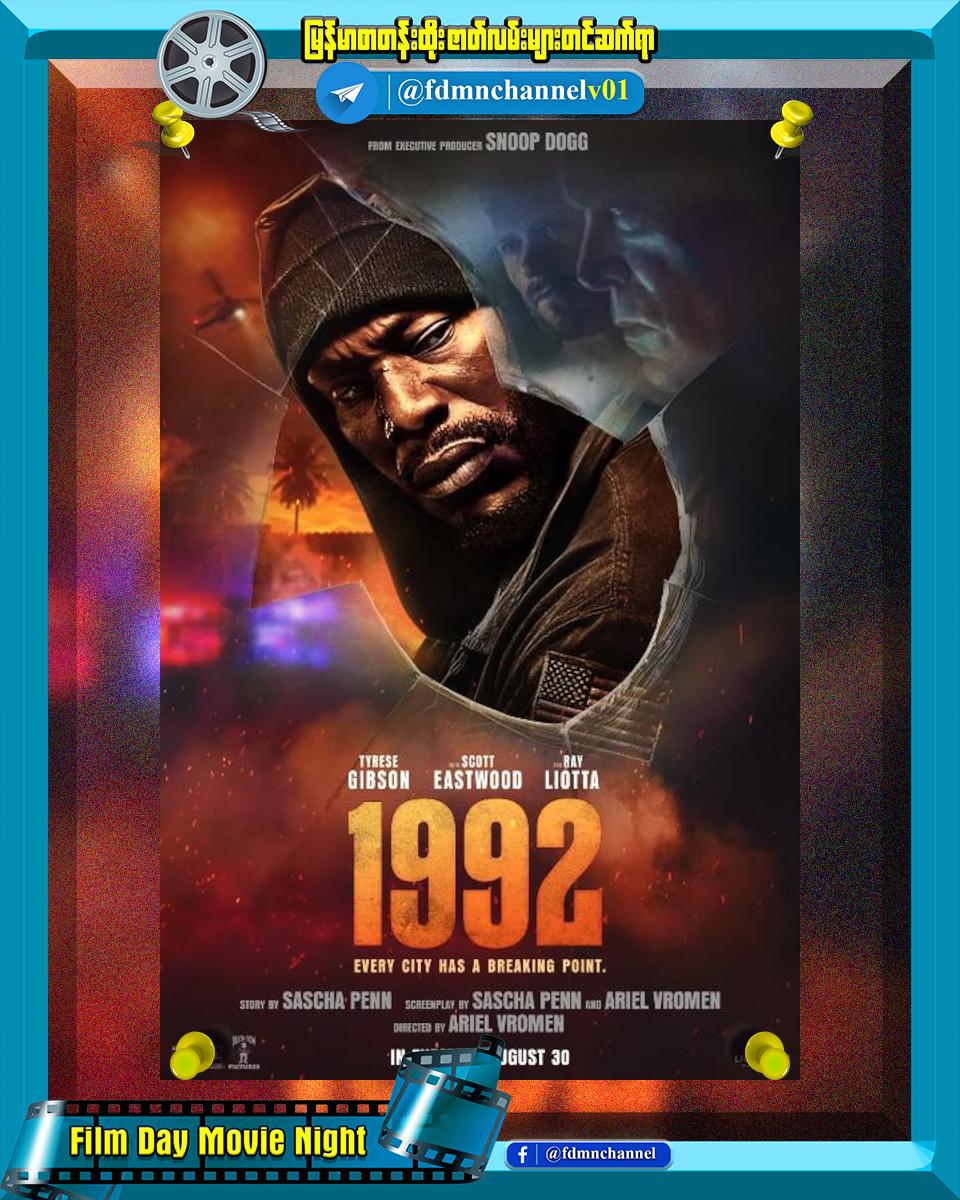 မြန်မာစာတန်းထိုးဇာတ်လမ်းများတင်ဆက်ရာ
@fdmnchannelv01
FROM EXECUTIVE PRODUCER SNOOP DOGG
TYRESE GIBSON
SCOTT EASTWOOD
RAY LIOTTA
1992
EVERY CITY HAS A BREAKING POINT.
STORY BY SASCHA PENN SCREENPLAY BY SASCHA PENN AND ARIEL VROMEN
DIRECTED BY ARIEL VROMEN
IN 30
Film Day Movie Night
@fdmnchannel